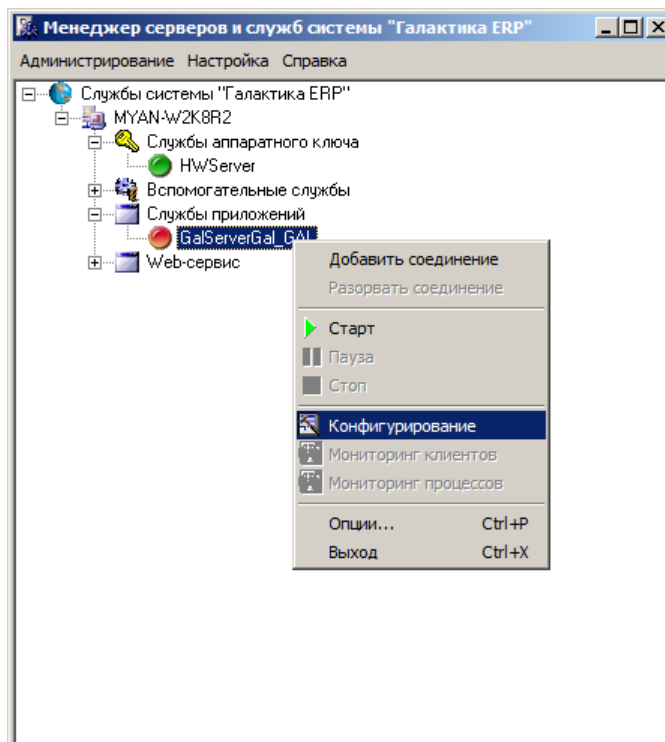 Менеджер серверов и служб системы "Галактика ERP"
Администрирование Настройка Справка
Службы системы "Галактика ERP"
MYAN-W2K8R2
Службы аппаратного ключа
HWServer
Вспомогательные службы
Службы приложений
GalServerGal_GAL
Web-сервис
Добавить соединение
Разорвать соединение
Старт
Пауза
Стоп
Конфигурирование
Мониторинг клиентов
Мониторинг процессов
Опции... Ctrl+P
Выход Ctrl+X